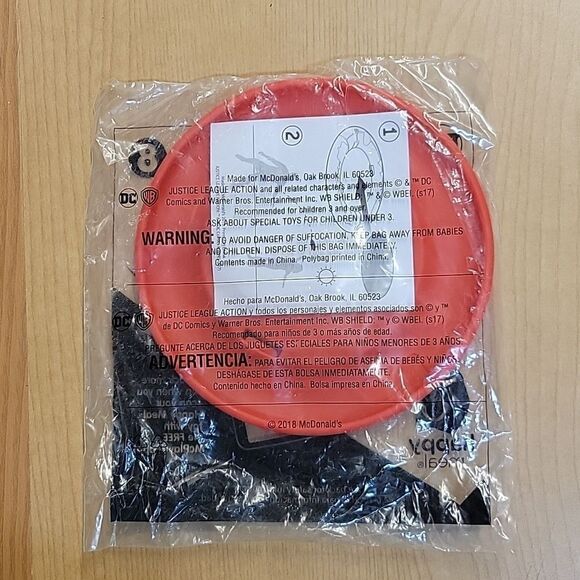 1
2
8
Made for McDonald's, Oak Brook, IL 60523
DC WB
JUSTICE LEAGUE ACTION and all related characters and elements © & ™ DC
Comics and Warner Bros. Entertainment Inc. WB SHIELD: ™ & © WBEI. (s17)
Recommended for children 3 and over.
ASK ABOUT SPECIAL TOYS FOR CHILDREN UNDER 3.
WARNING: TO AVOID DANGER OF SUFFOCATION, KEEP BAG AWAY FROM BABIES
AND CHILDREN. DISPOSE OF THIS BAG IMMEDIATELY.
Contents made in China. Polybag printed in China.
Hecho para McDonald's, Oak Brook, IL 60523
DC
JUSTICE LEAGUE ACTION y todos los personajes y elementos asociados son © y ™
de DC Comics y Warner Bros. Entertainment Inc. WB SHIELD: ™ y © WBEI. (s17)
Recomendado para niños de 3 o más años de edad.
PREGUNTE ACERCA DE LOS JUGUETES ESPECIALES PARA NIÑOS MENORES DE 3 AÑOS.
ADVERTENCIA: PARA EVITAR EL PELIGRO DE ASFIXIA DE BEBÉS Y NIÑOS,
DESHÁGASE DE ESTA BOLSA INMEDIATAMENTE.
Contenido hecho en China. Bolsa impresa en China.
© 2018 McDonald's
happy
meal